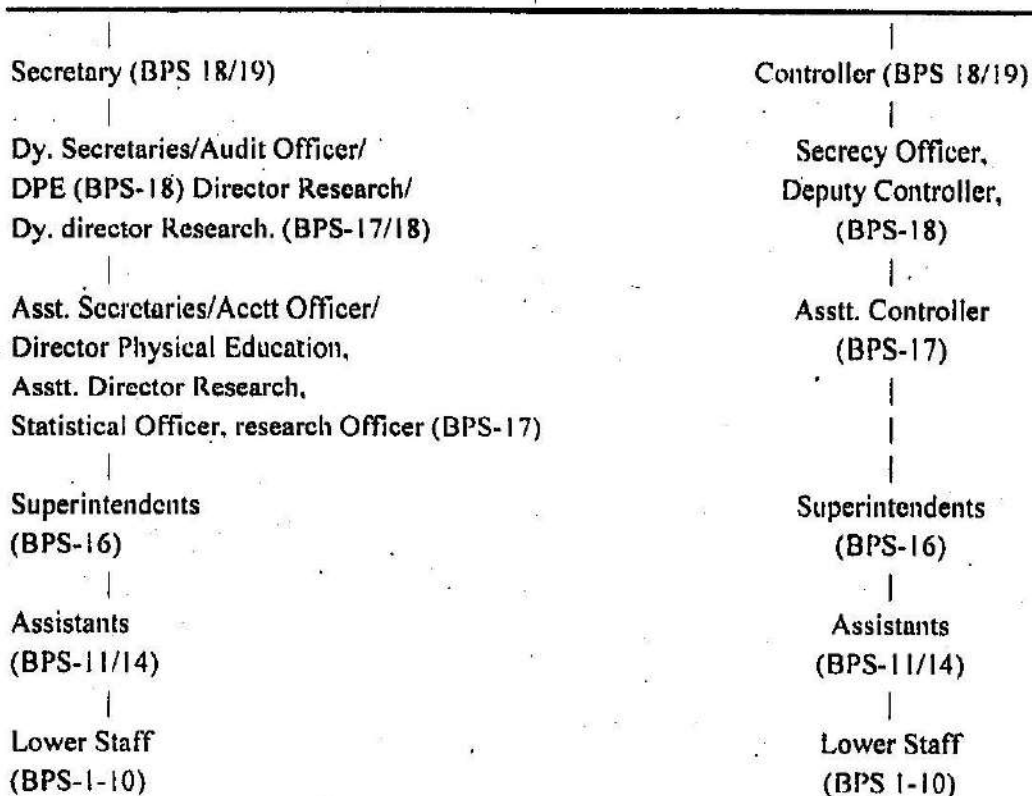 Secretary (BPS 18/19)
Dy. Secretaries/Audit Officer/
DPE (BPS-18) Director Research/
Dy. director Research. (BPS-17/18)
Asst. Secretaries/Acctt Officer/
Director Physical Education,
Asstt. Director Research,
Statistical Officer, research Officer (BPS-17)
Superintendents
(BPS-16)
Assistants
(BPS-11/14)
Lower Staff
(BPS-1-10)
Controller (BPS 18/19)
Secrecy Officer,
Deputy Controller,
(BPS-18)
Asstt. Controller
(BPS-17)
Superintendents
(BPS-16)
Assistants
(BPS-11/14)
Lower Staff
(BPS 1-10)